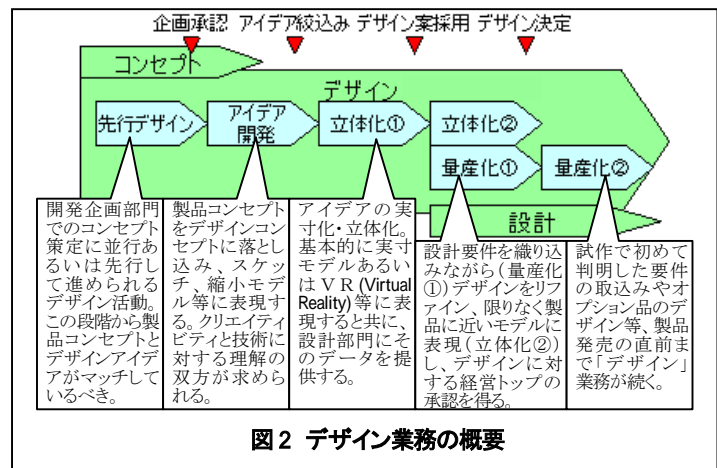 企画承認 アイデア絞込み デザイン案採用 デザイン決定
コンセプト
デザイン
先行デザイン
アイデア
開発
立体化①
立体化②
量産化①
量産化②
設計
開発企画部門
でのコンセプト
策定に並行あ
るいは先行し
て進められる
デザイン活動。
この段階から製
品コンセプトと
デザインアイデ
アがマッチして
いるべき。
製品コンセプト
をデザインコン
セプトに落とし
込み、スケッ
チ、縮小モデ
ル等に表現す
る。クリエイティ
ビティと技術に
対する理解の
双方が求めら
れる。
アイデアの実
寸化・立体化。
基本的に実寸
モデルあるい
はVR(Virtual
Reality)等に表
現すると共に、
設計部門にそ
のデータを提
供する。
設計要件を織り込
みながら(量産化
①)デザインをリフ
ァイン、限りなく製
品に近いモデルに
表現(立体化②)
し、デザインに対
する経営トップの
承認を得る。
試作で初めて
判明した要件
の取込みやオ
プション品のデ
ザイン等、製品
発売の直前ま
で「デザイン」
業務が続く。
図2 デザイン業務の概要